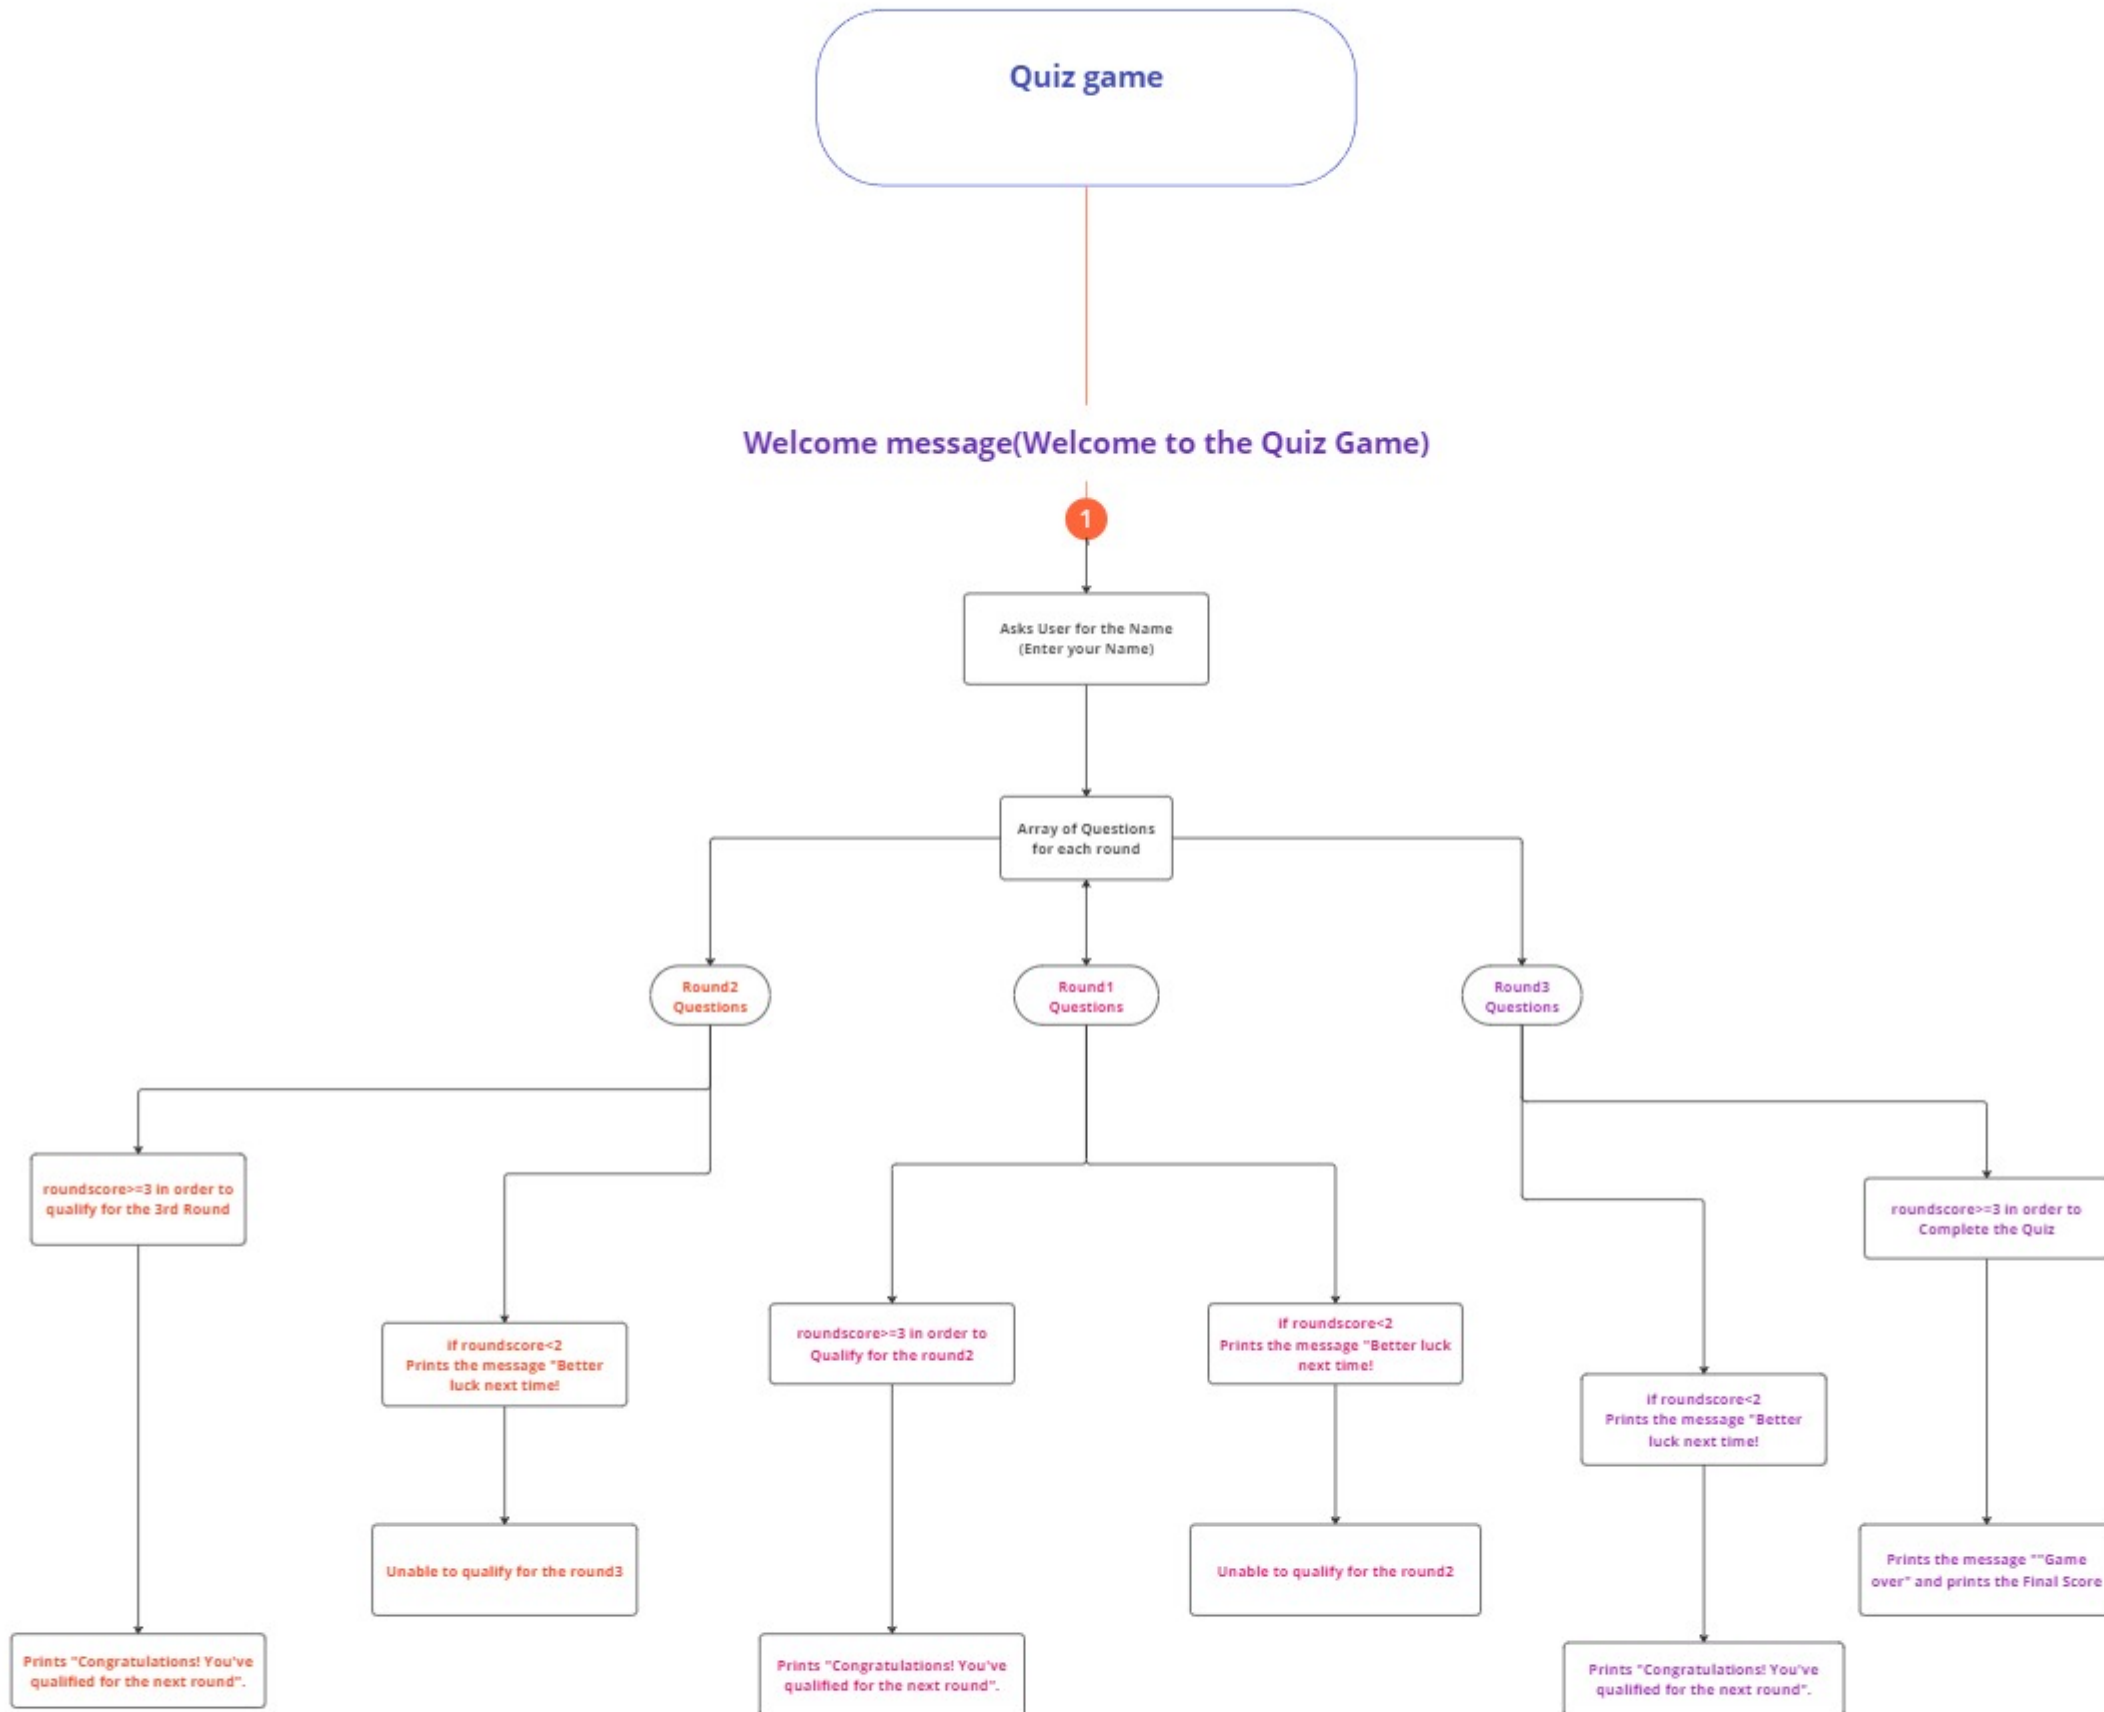 Quiz game
Welcome message(Welcome to the Quiz Game)
1
Asks User for the Name
(Enter your Name)
Array of Questions
for each round
Round2
Questions
Round1
Questions
Round3
Questions
roundscore>=3 in order to
qualify for the 3rd Round
roundscore>=3 in order to
Complete the Quiz
if roundscore<2
Prints the message "Better
luck next time!
roundscore>=3 in order to
Qualify for the round2
if roundscore<2
Prints the message "Better luck
next time!
if roundscore<2
Prints the message "Better
luck next time!
Unable to qualify for the round3
Unable to qualify for the round2
Prints the message ""Game
over" and prints the Final Score
Prints "Congratulations! You've
qualified for the next round".
Prints "Congratulations! You've
qualified for the next round".
Prints "Congratulations! You've
qualified for the next round".